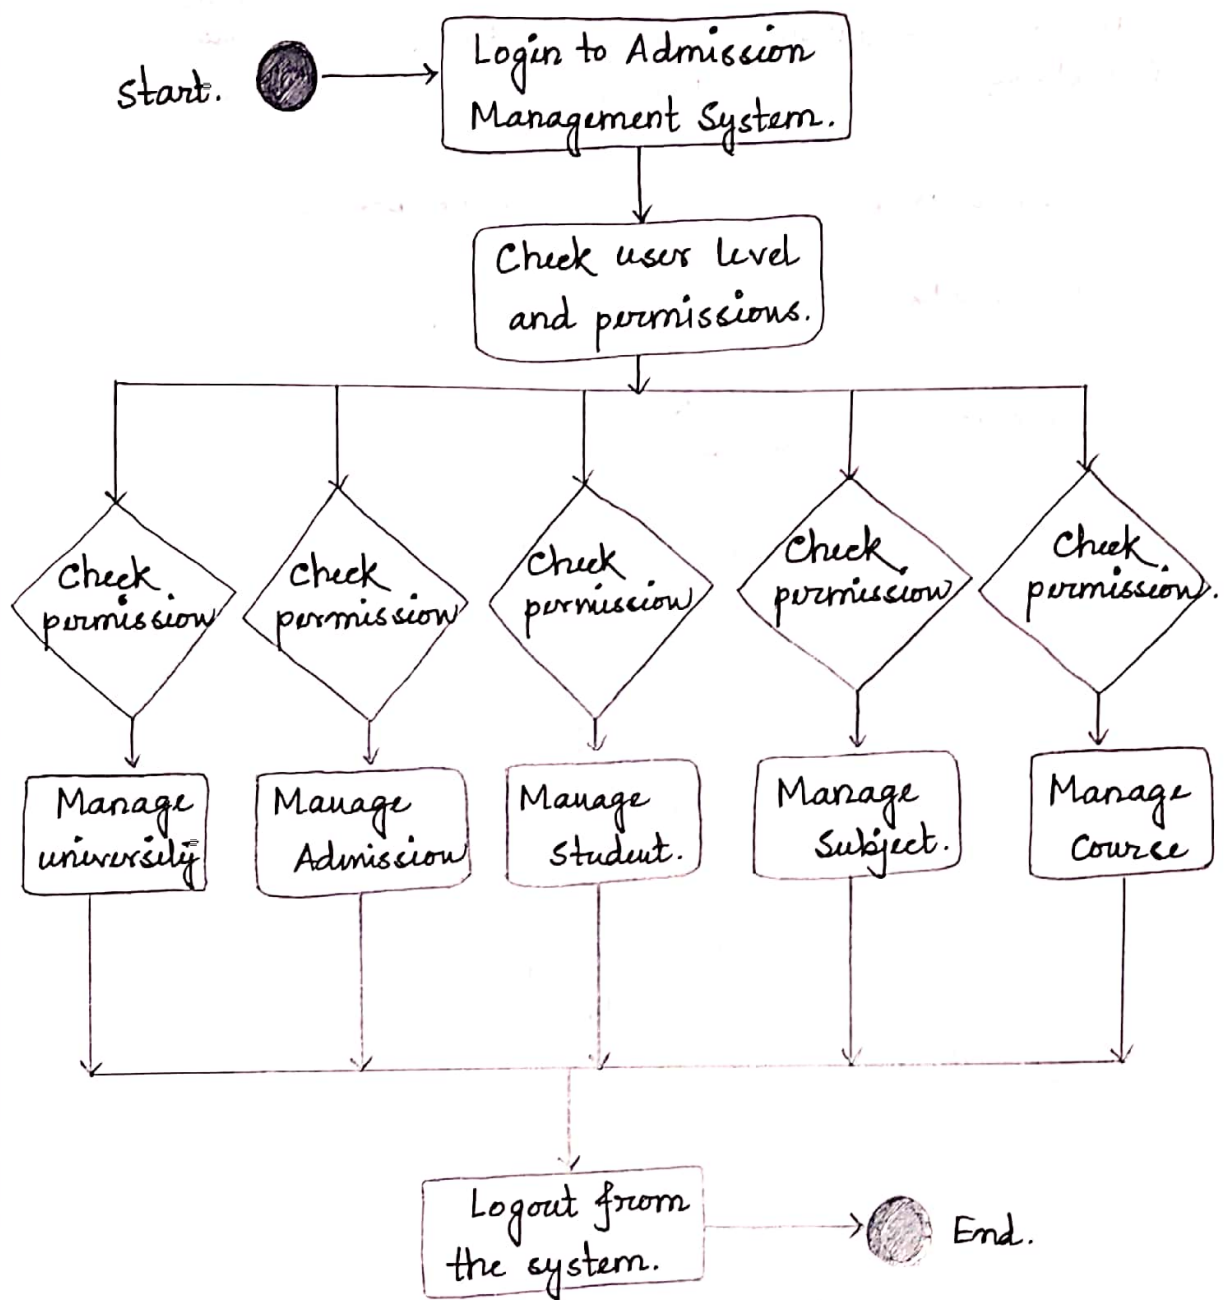 Start.
Login to Admission
Management System.
Check user level
and permissions.
Check
permission
Check
permission
Check
permission
Check
permission
Check
permission.
Manage
university
Manage
Admission
Manage
Student.
Manage
Subject.
Manage
Course
Logout from
the system.
End.